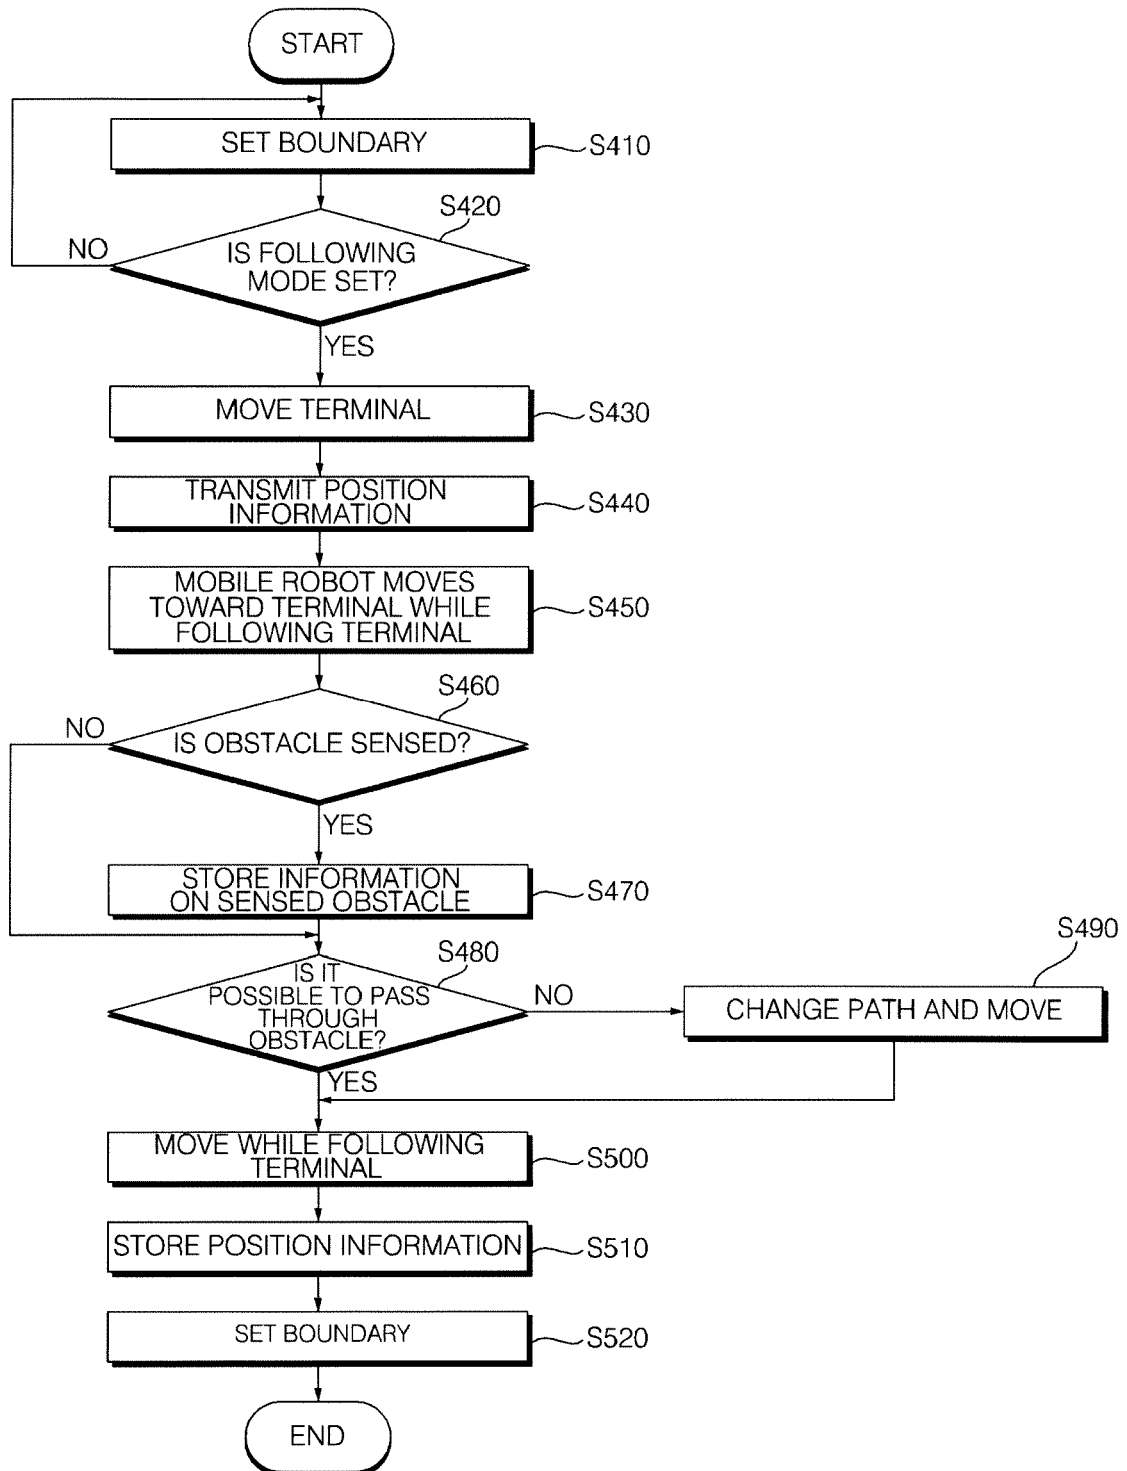 START
SET BOUNDARY
S410
S420
NO
IS FOLLOWING
MODE SET?
YES
MOVE TERMINAL
S430
TRANSMIT POSITION
INFORMATION
S440
MOBILE ROBOT MOVES
TOWARD TERMINAL WHILE
FOLLOWING TERMINAL
S450
S460
NO
IS OBSTACLE SENSED?
YES
STORE INFORMATION
ON SENSED OBSTACLE
S470
S480
IS IT
POSSIBLE TO PASS
THROUGH
OBSTACLE?
NO
S490
CHANGE PATH AND MOVE
YES
MOVE WHILE FOLLOWING
TERMINAL
S500
STORE POSITION INFORMATION
S510
SET BOUNDARY
S520
END